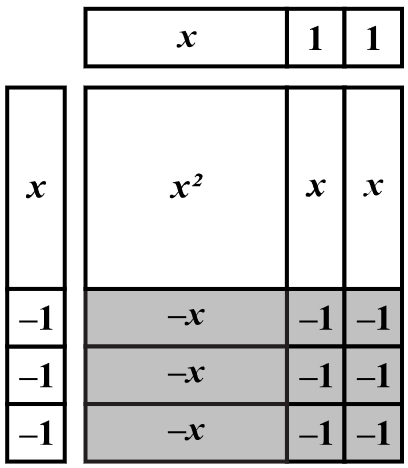 x 1 1
x x² x x
–1 –x –1 –1
–1 –x –1 –1
–1 –x –1 –1